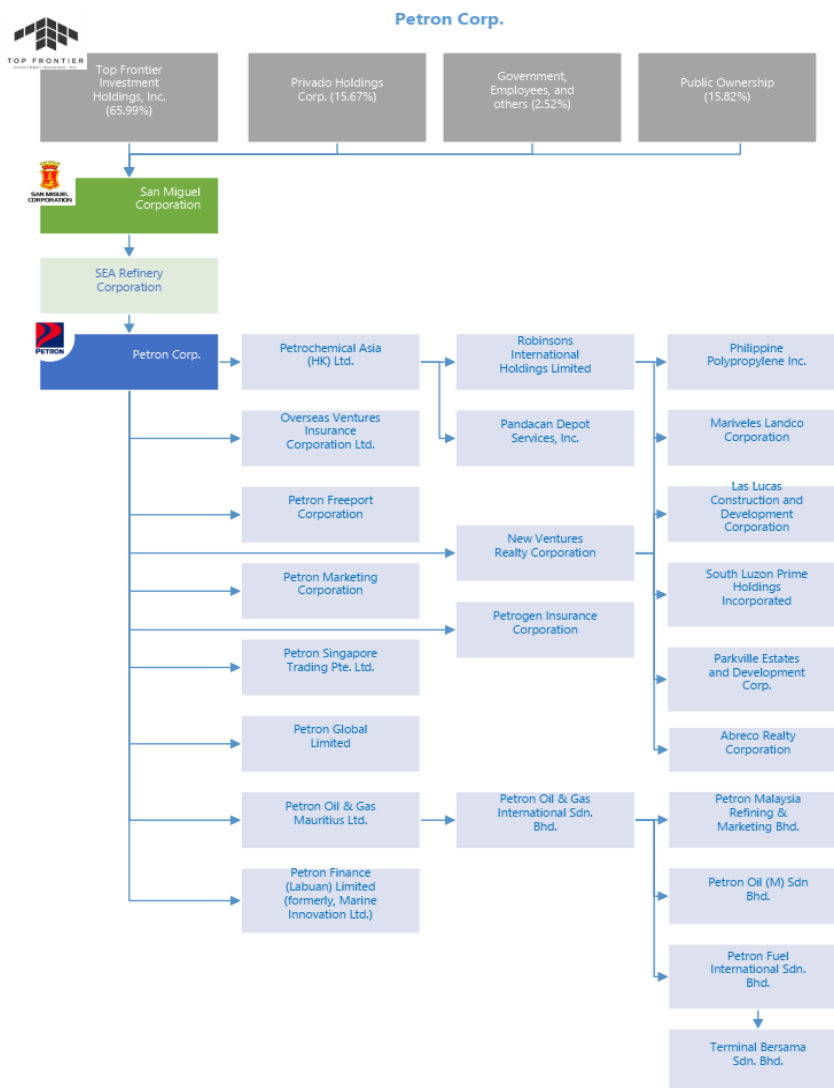 Petron Corp.
TOP FRONTIER
INVESTMENT HOLDINGS, INC.
Top Frontier
Investment
Holdings, Inc.
(65.99%)
Privado Holdings
Corp. (15.67%)
Government,
Employees, and
others (2.52%)
Public Ownership
(15.82%)
SAN MIGUEL
CORPORATION
San Miguel
Corporation
SEA Refinery
Corporation
PETRON
Petron Corp.
Petrochemical Asia
(HK) Ltd.
Robinsons
International
Holdings Limited
Philippine
Polypropylene Inc.
Overseas Ventures
Insurance
Corporation Ltd.
Pandacan Depot
Services, Inc.
Mariveles Landco
Corporation
Petron Freeport
Corporation
Las Lucas
Construction and
Development
Corporation
New Ventures
Realty Corporation
Petron Marketing
Corporation
South Luzon Prime
Holdings
Incorporated
Petrogen Insurance
Corporation
Petron Singapore
Trading Pte. Ltd.
Parkville Estates
and Development
Corp.
Petron Global
Limited
Abreco Realty
Corporation
Petron Oil & Gas
Mauritius Ltd.
Petron Oil & Gas
International Sdn.
Bhd.
Petron Malaysia
Refining &
Marketing Bhd.
Petron Finance
(Labuan) Limited
(formerly, Marine
Innovation Ltd.)
Petron Oil (M) Sdn
Bhd.
Petron Fuel
International Sdn.
Bhd.
Terminal Bersama
Sdn. Bhd.